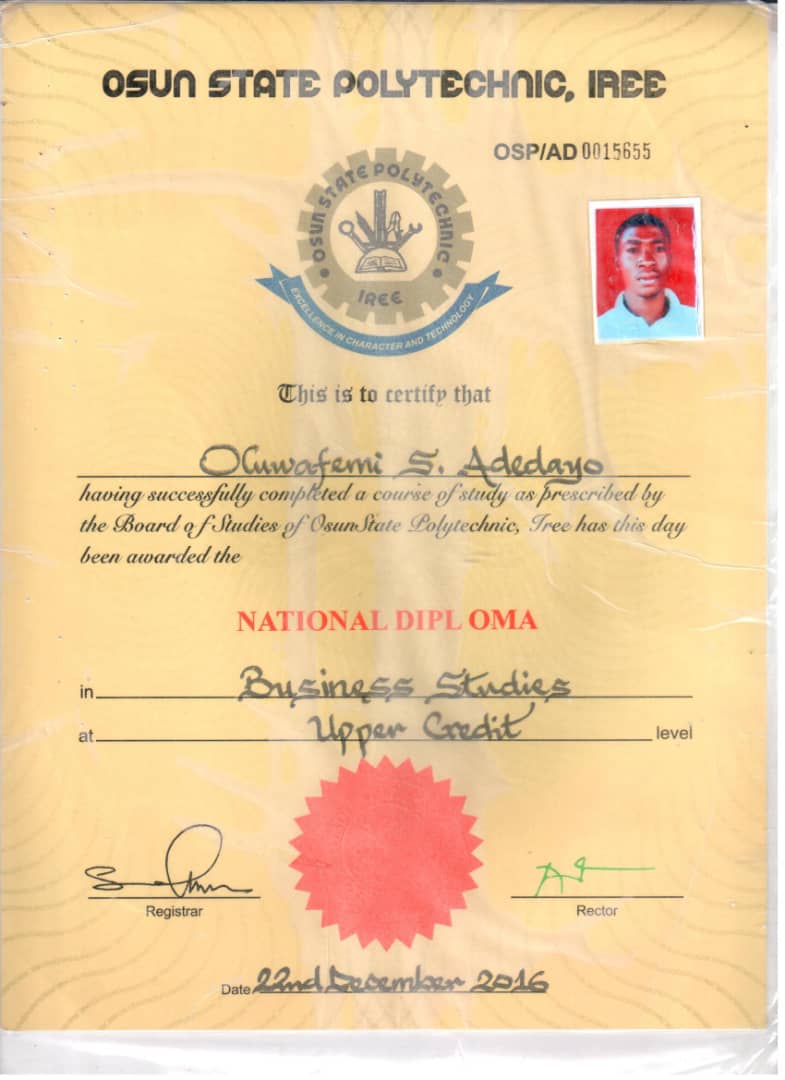 OSUN STATE POLYTECHNIC, IREE
OSP/AD 0015655
OSUN STATE POLYTECHNIC
IREE
EXCELLENCE IN CHARACTER AND TECHNOLOGY
This is to certify that
Oluwafemi S. Adedayo
having successfully completed a course of study as prescribed by
the Board of Studies of Osun State Polytechnic, Iree has this day
been awarded the
NATIONAL DIPL OMA
in Business Studies
at Upper Credit level
Registrar
Rector
Date 22nd December 2016